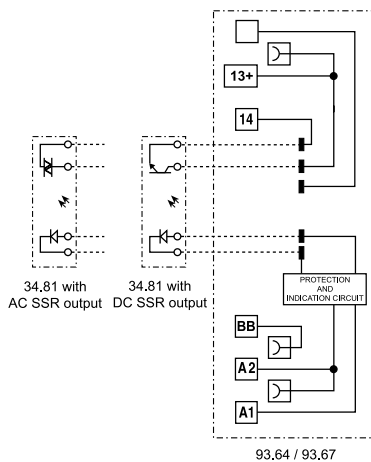 13+
14
34.81 with
AC SSR output
34.81 with
DC SSR output
PROTECTION
AND
INDICATION CIRCUIT
BB
A2
A1
93.64 / 93.67